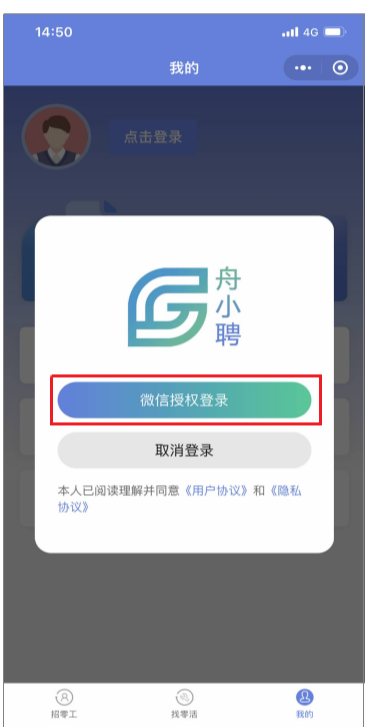 14:50
4G
我的
点击登录
舟
小
聘
微信授权登录
取消登录
本人已阅读理解并同意《用户协议》和《隐私
协议》
招零工
找零活
我的